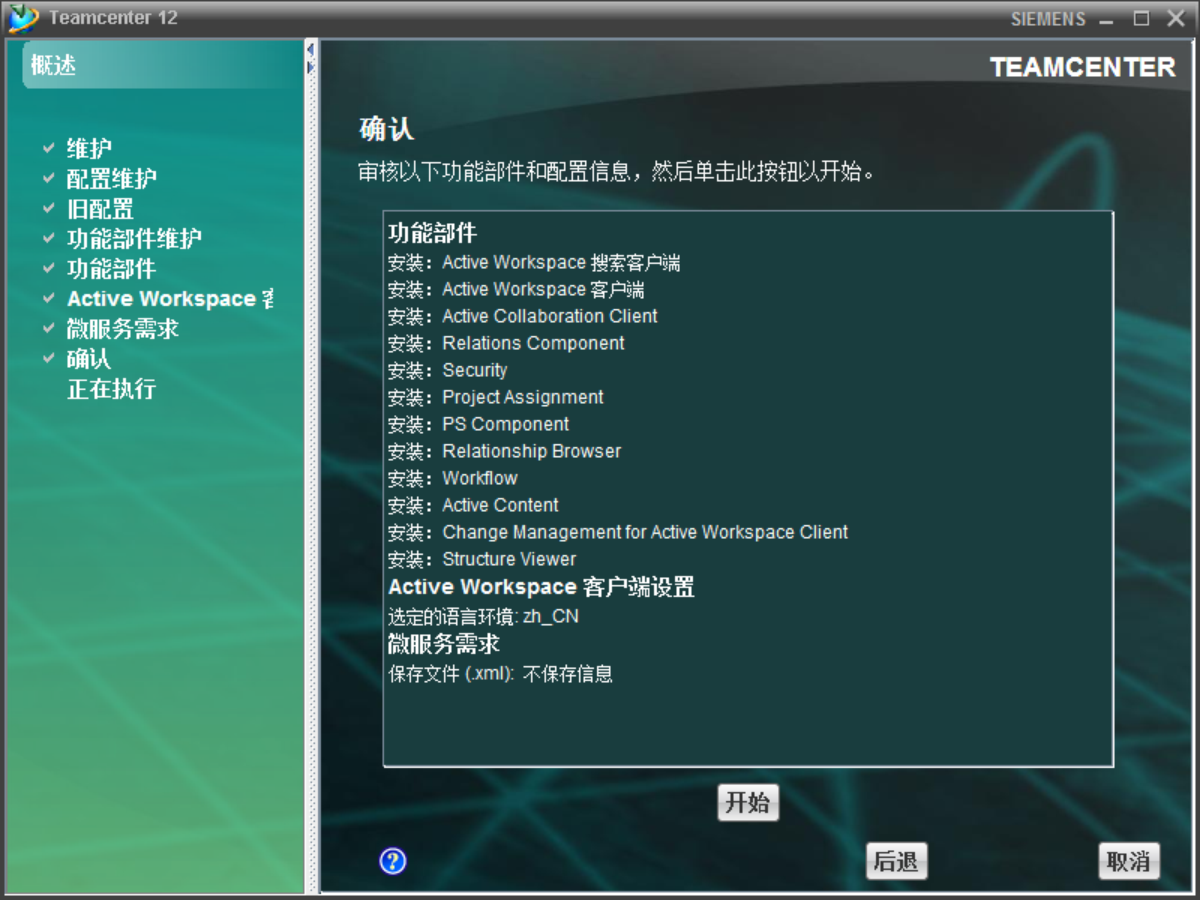 Teamcenter 12
SIEMENS
概述
维护
配置维护
旧配置
功能部件维护
功能部件
Active Workspace
微服务需求
确认
正在执行
TEAMCENTER
确认
审核以下功能部件和配置信息，然后单击此按钮以开始。
功能部件
安装：Active Workspace 搜索客户端
安装：Active Workspace 客户端
安装：Active Collaboration Client
安装：Relations Component
安装：Security
安装：Project Assignment
安装：PS Component
安装：Relationship Browser
安装：Workflow
安装：Active Content
安装：Change Management for Active Workspace Client
安装：Structure Viewer
Active Workspace 客户端设置
选定的语言环境: zh_CN
微服务需求
保存文件 (.xml): 不保存信息
开始
?
后退
取消